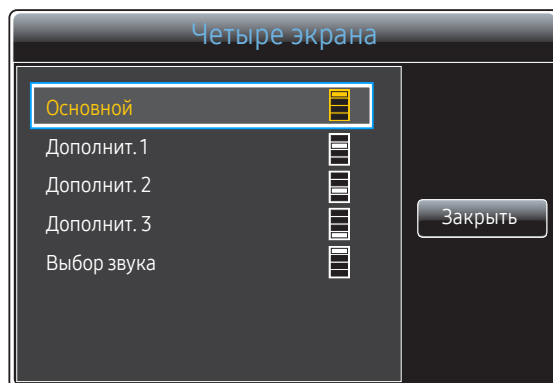 Четыре экрана
Основной
Дополнит. 1
Дополнит. 2
Дополнит. 3
Выбор звука
Закрыть